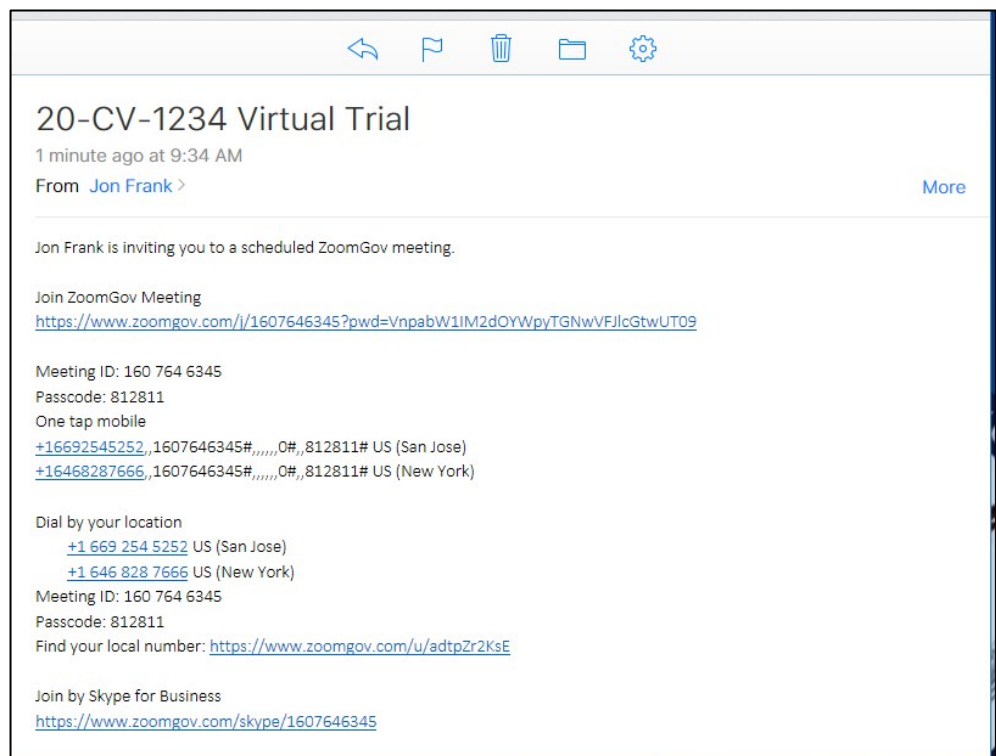 20-CV-1234 Virtual Trial
1 minute ago at 9:34 AM
From Jon Frank >
More
Jon Frank is inviting you to a scheduled ZoomGov meeting.
Join ZoomGov Meeting
https://www.zoomgov.com/j/1607646345?pwd=VnpabW1IM2dOYWpyTGNwVFJlcGtwUT09
Meeting ID: 160 764 6345
Passcode: 812811
One tap mobile
+16692545252,,1607646345#,,,,,,0#,,812811# US (San Jose)
+16468287666,,1607646345#,,,,,,0#,,812811# US (New York)
Dial by your location
+1 669 254 5252 US (San Jose)
+1 646 828 7666 US (New York)
Meeting ID: 160 764 6345
Passcode: 812811
Find your local number: https://www.zoomgov.com/u/adtpZr2KsE
Join by Skype for Business
https://www.zoomgov.com/skype/1607646345